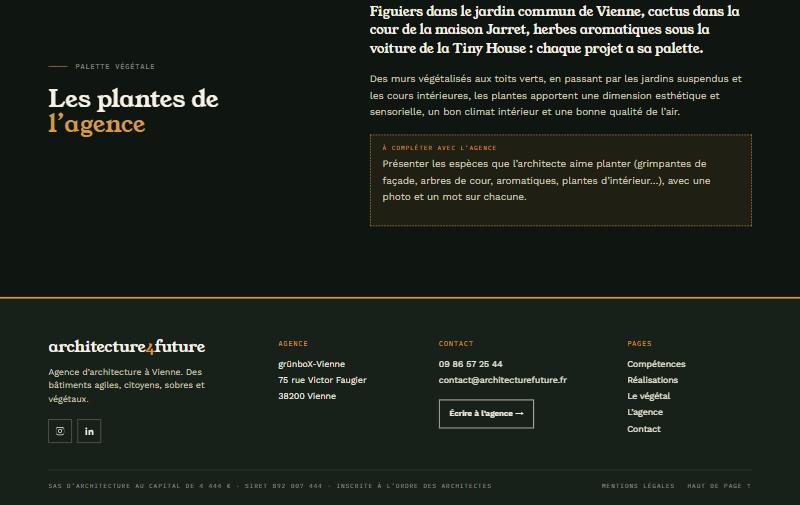 Figuiers dans le jardin commun de Vienne, cactus dans la
cour de la maison Jarret, herbes aromatiques sous la
voiture de la Tiny House : chaque projet a sa palette.
PALETTE VÉGÉTALE
Les plantes de
l’agence
Des murs végétalisés aux toits verts, en passant par les jardins suspendus et
les cours intérieures, les plantes apportent une dimension esthétique et
sensorielle, un bon climat intérieur et une bonne qualité de l’air.
À COMPLÉTER AVEC L’AGENCE
Présenter les espèces que l’architecte aime planter (grimpantes de
façade, arbres de cour, aromatiques, plantes d’intérieur…), avec une
photo et un mot sur chacune.
architecture4future
Agence d’architecture à Vienne. Des
bâtiments agiles, citoyens, sobres et
végétaux.
in
AGENCE
grünboX-Vienne
75 rue Victor Faugier
38200 Vienne
CONTACT
09 86 57 25 44
contact@architecturefuture.fr
Écrire à l’agence →
PAGES
Compétences
Réalisations
Le végétal
L’agence
Contact
SAS D’ARCHITECTURE AU CAPITAL DE 4 444 € · SIRET 892 007 444 · INSCRITE À L’ORDRE DES ARCHITECTES
MENTIONS LÉGALES HAUT DE PAGE ↑